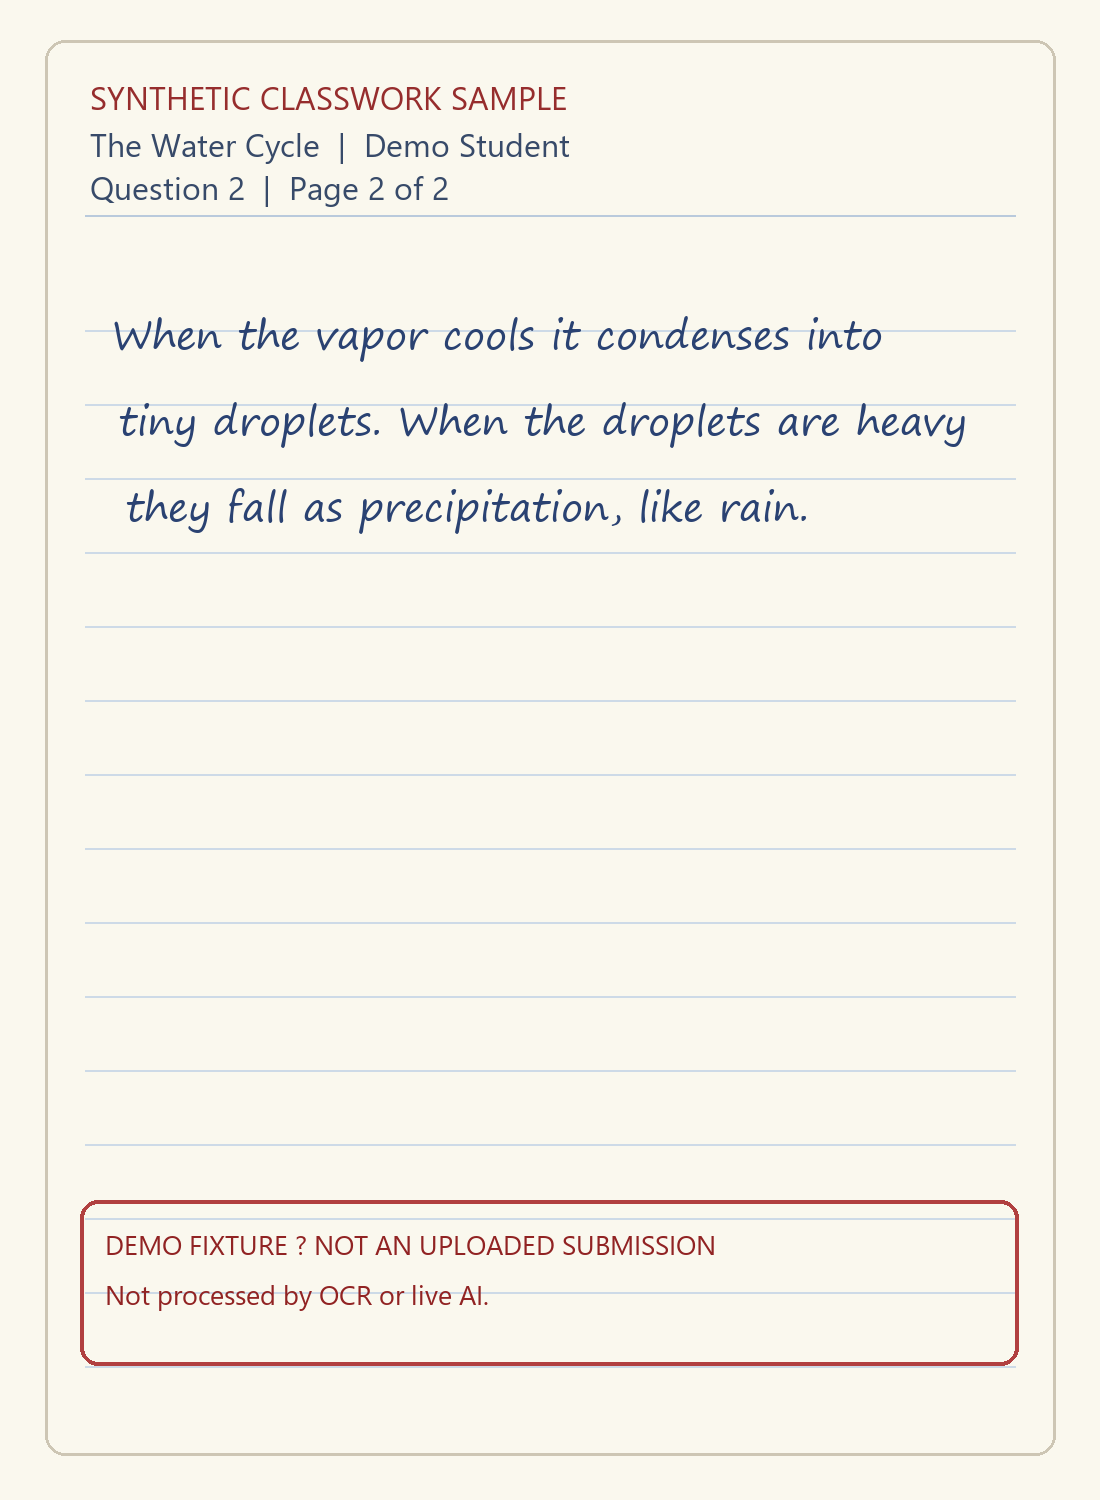 SYNTHETIC CLASSWORK SAMPLE
The Water Cycle | Demo Student
Question 2 | Page 2 of 2
When the vapor cools it condenses into
tiny droplets. When the droplets are heavy
they fall as precipitation, like rain.
DEMO FIXTURE ? NOT AN UPLOADED SUBMISSION
Not processed by OCR or live AI.